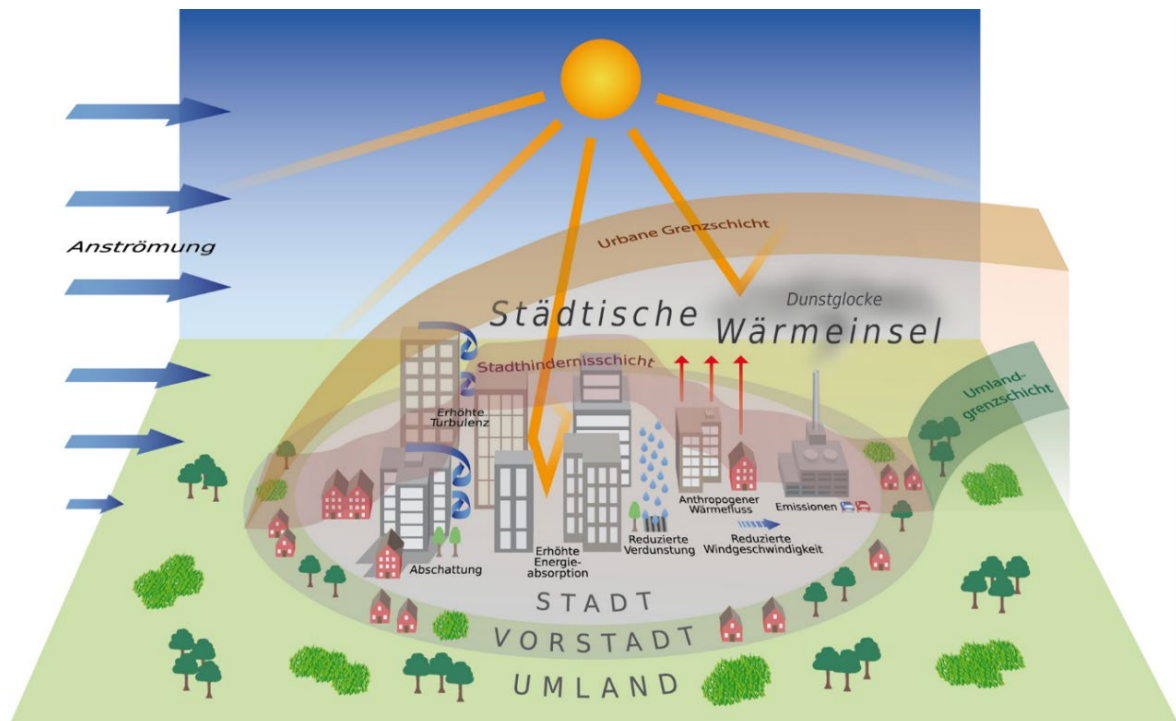 Anströmung
Urbane Grenzschicht
Städtische
Dunstglocke
Wärmeinsel
Stadthindernisschicht
Umland-
grenzschicht
Erhöhte
Turbulenz
Anthropogener
Wärmefluss
Emissionen
Reduzierte
Verdunstung
Reduzierte
Windgeschwindigkeit
Abschattung
Erhöhte
Energie-
absorption
STADT
VORSTADT
UMLAND